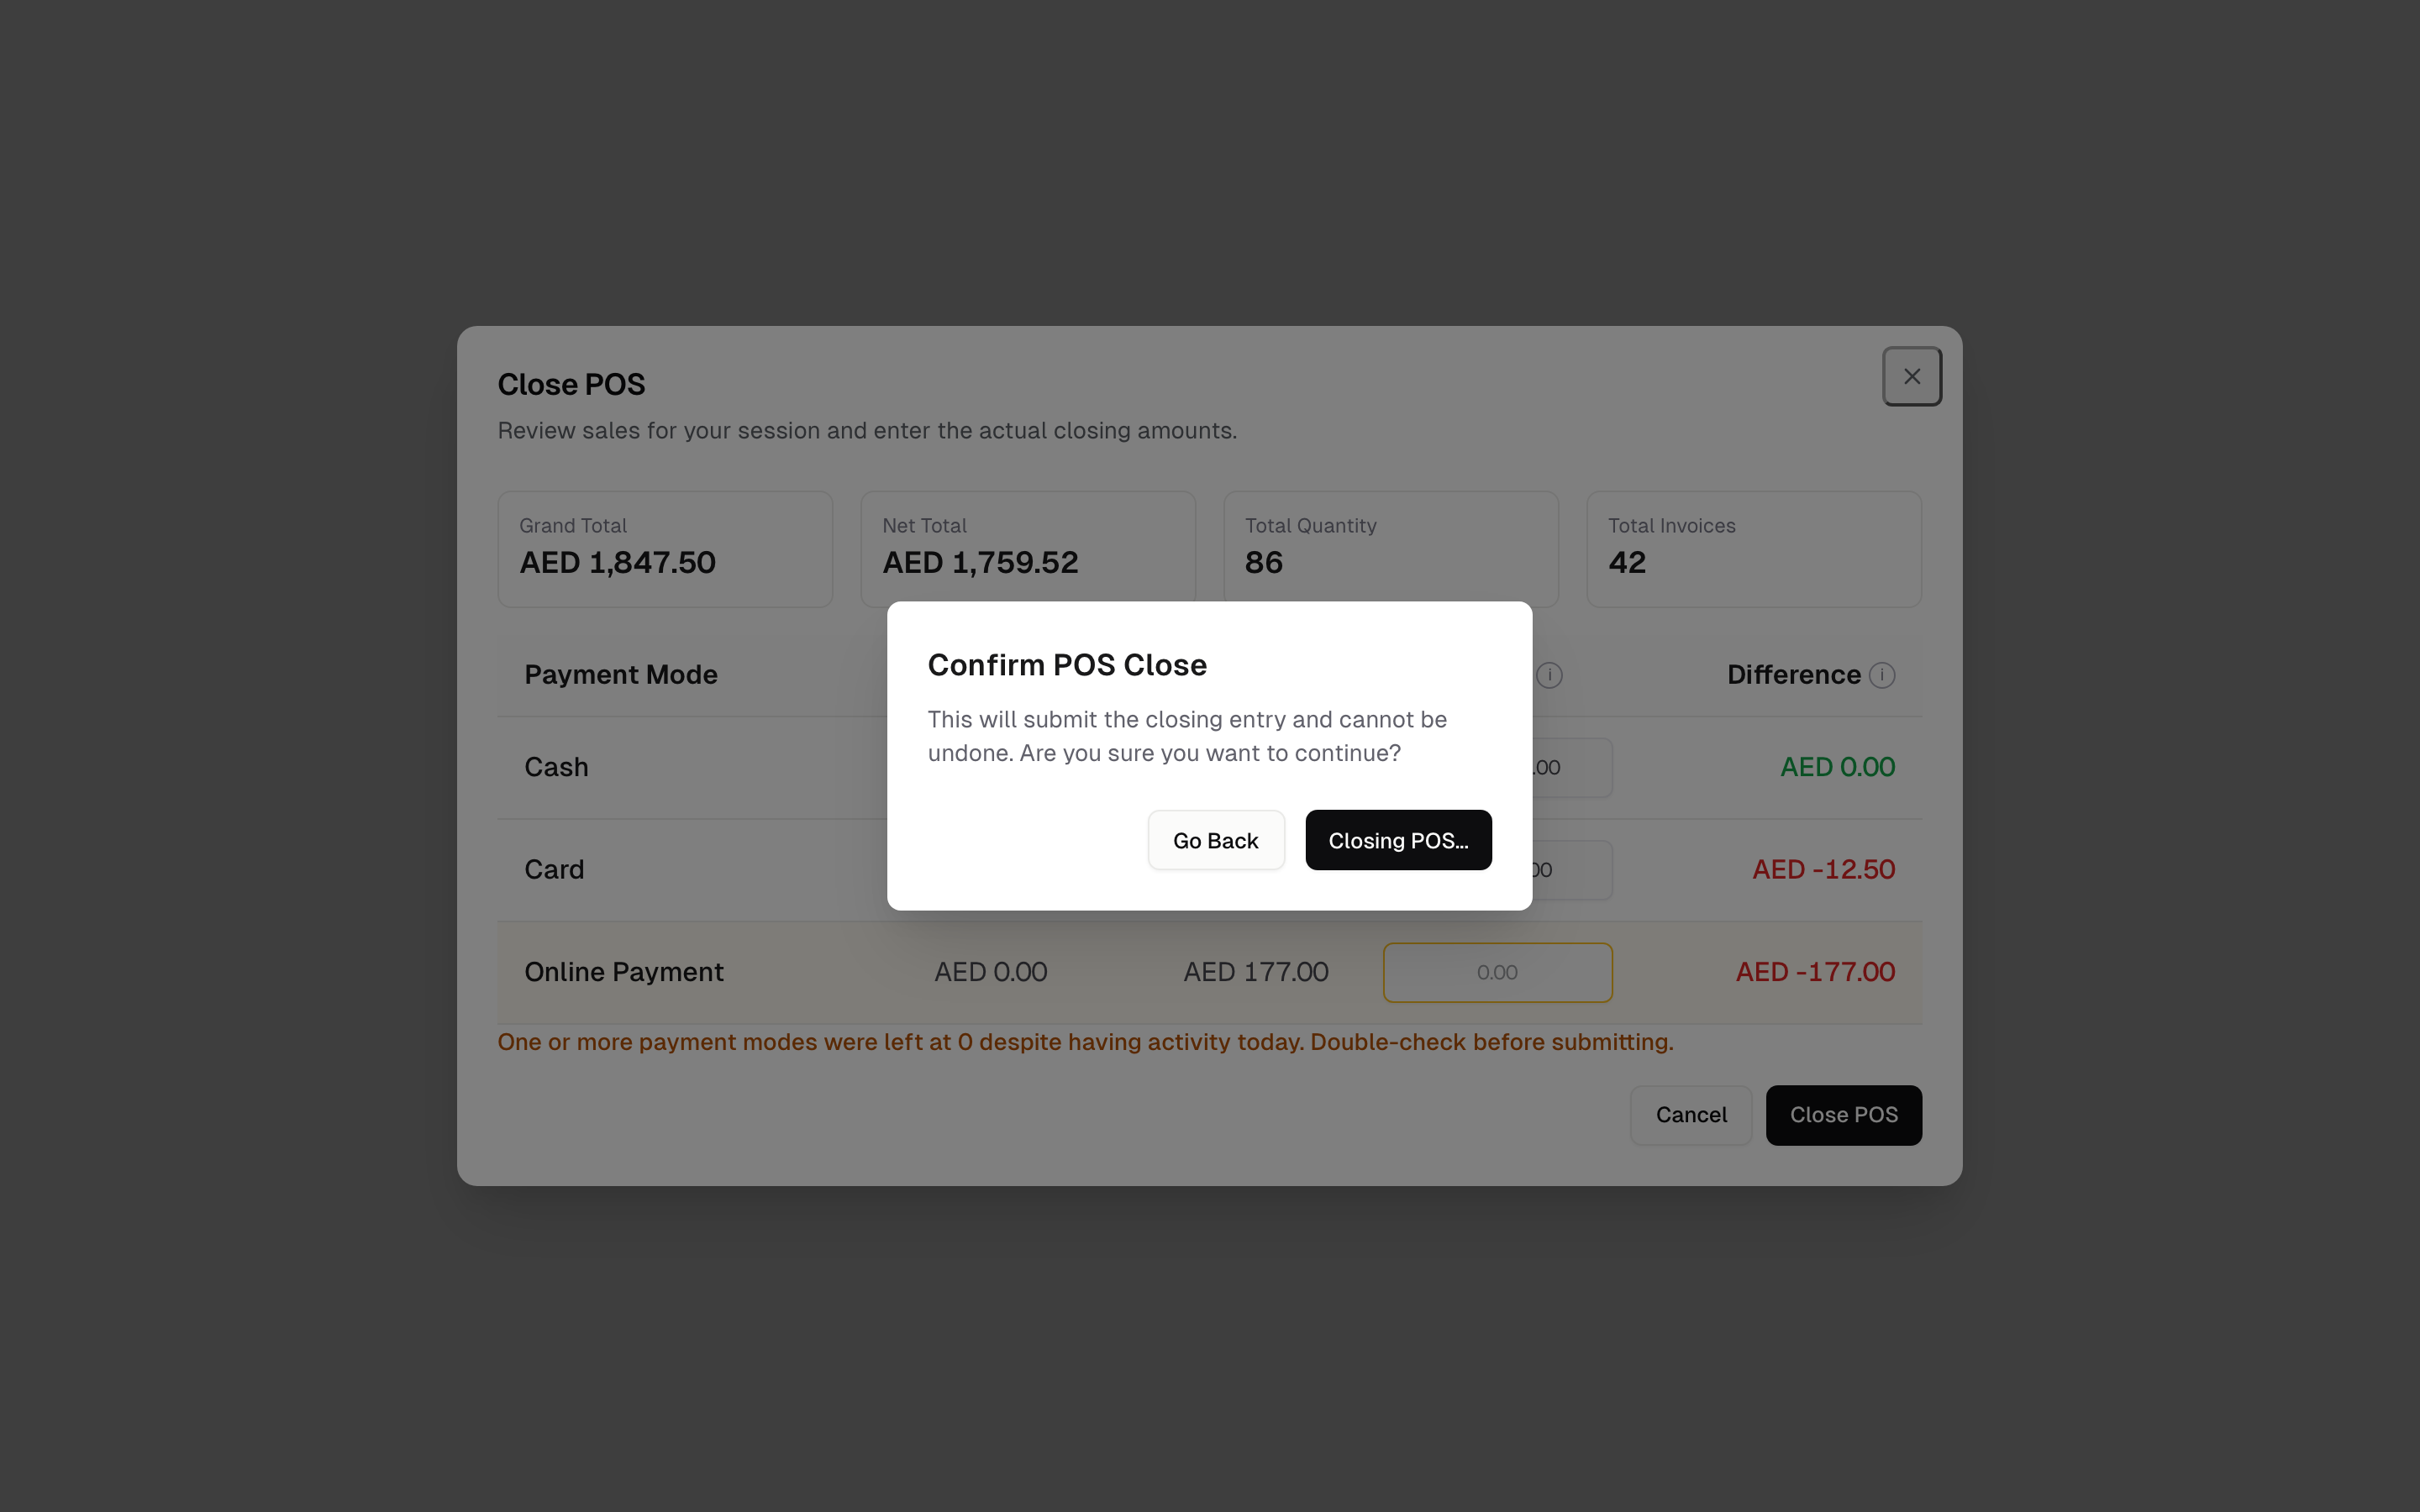 Close POS
Review sales for your session and enter the actual closing amounts.
Grand Total
AED 1,847.50
Net Total
AED 1,759.52
Total Quantity
86
Total Invoices
42
Payment Mode
Difference
Cash
.00
AED 0.00
Card
00
AED -12.50
Online Payment
AED 0.00
AED 177.00
0.00
AED -177.00
One or more payment modes were left at 0 despite having activity today. Double-check before submitting.
Cancel
Close POS
Confirm POS Close
This will submit the closing entry and cannot be
undone. Are you sure you want to continue?
Go Back
Closing POS...